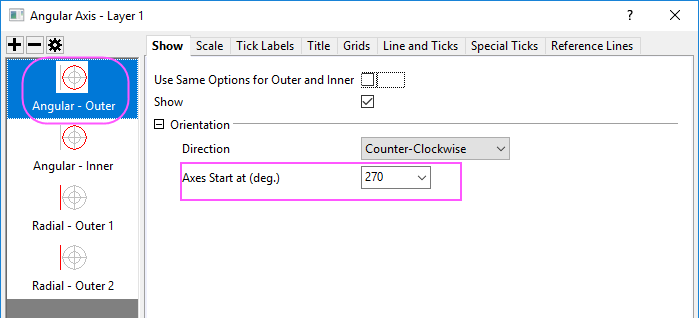 Angular Axis - Layer 1
Show Scale Tick Labels Title Grids Line and Ticks Special Ticks Reference Lines
Angular - Outer
Angular - Inner
Radial - Outer 1
Radial - Outer 2
Use Same Options for Outer and Inner
Show
Orientation
Direction Counter-Clockwise
Axes Start at (deg.) 270